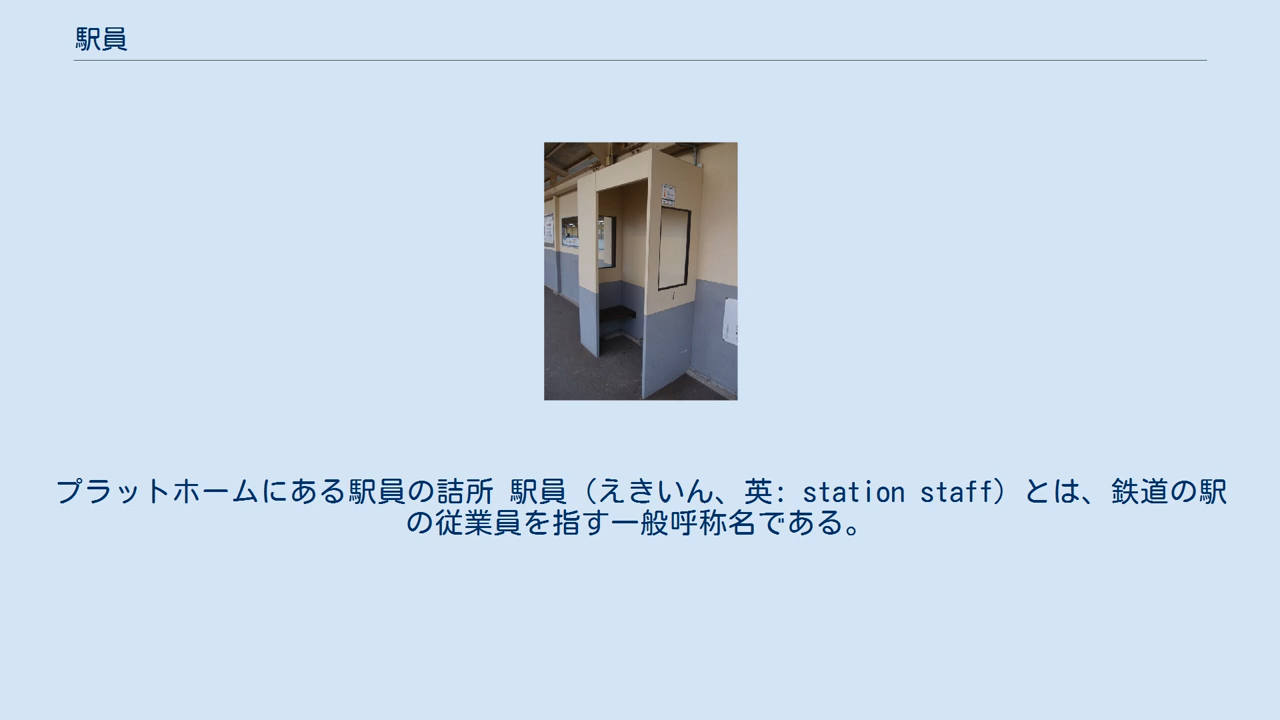 駅員
プラットホームにある駅員の詰所 駅員（えきいん、英: station staff）とは、鉄道の駅
の従業員を指す一般呼称名である。